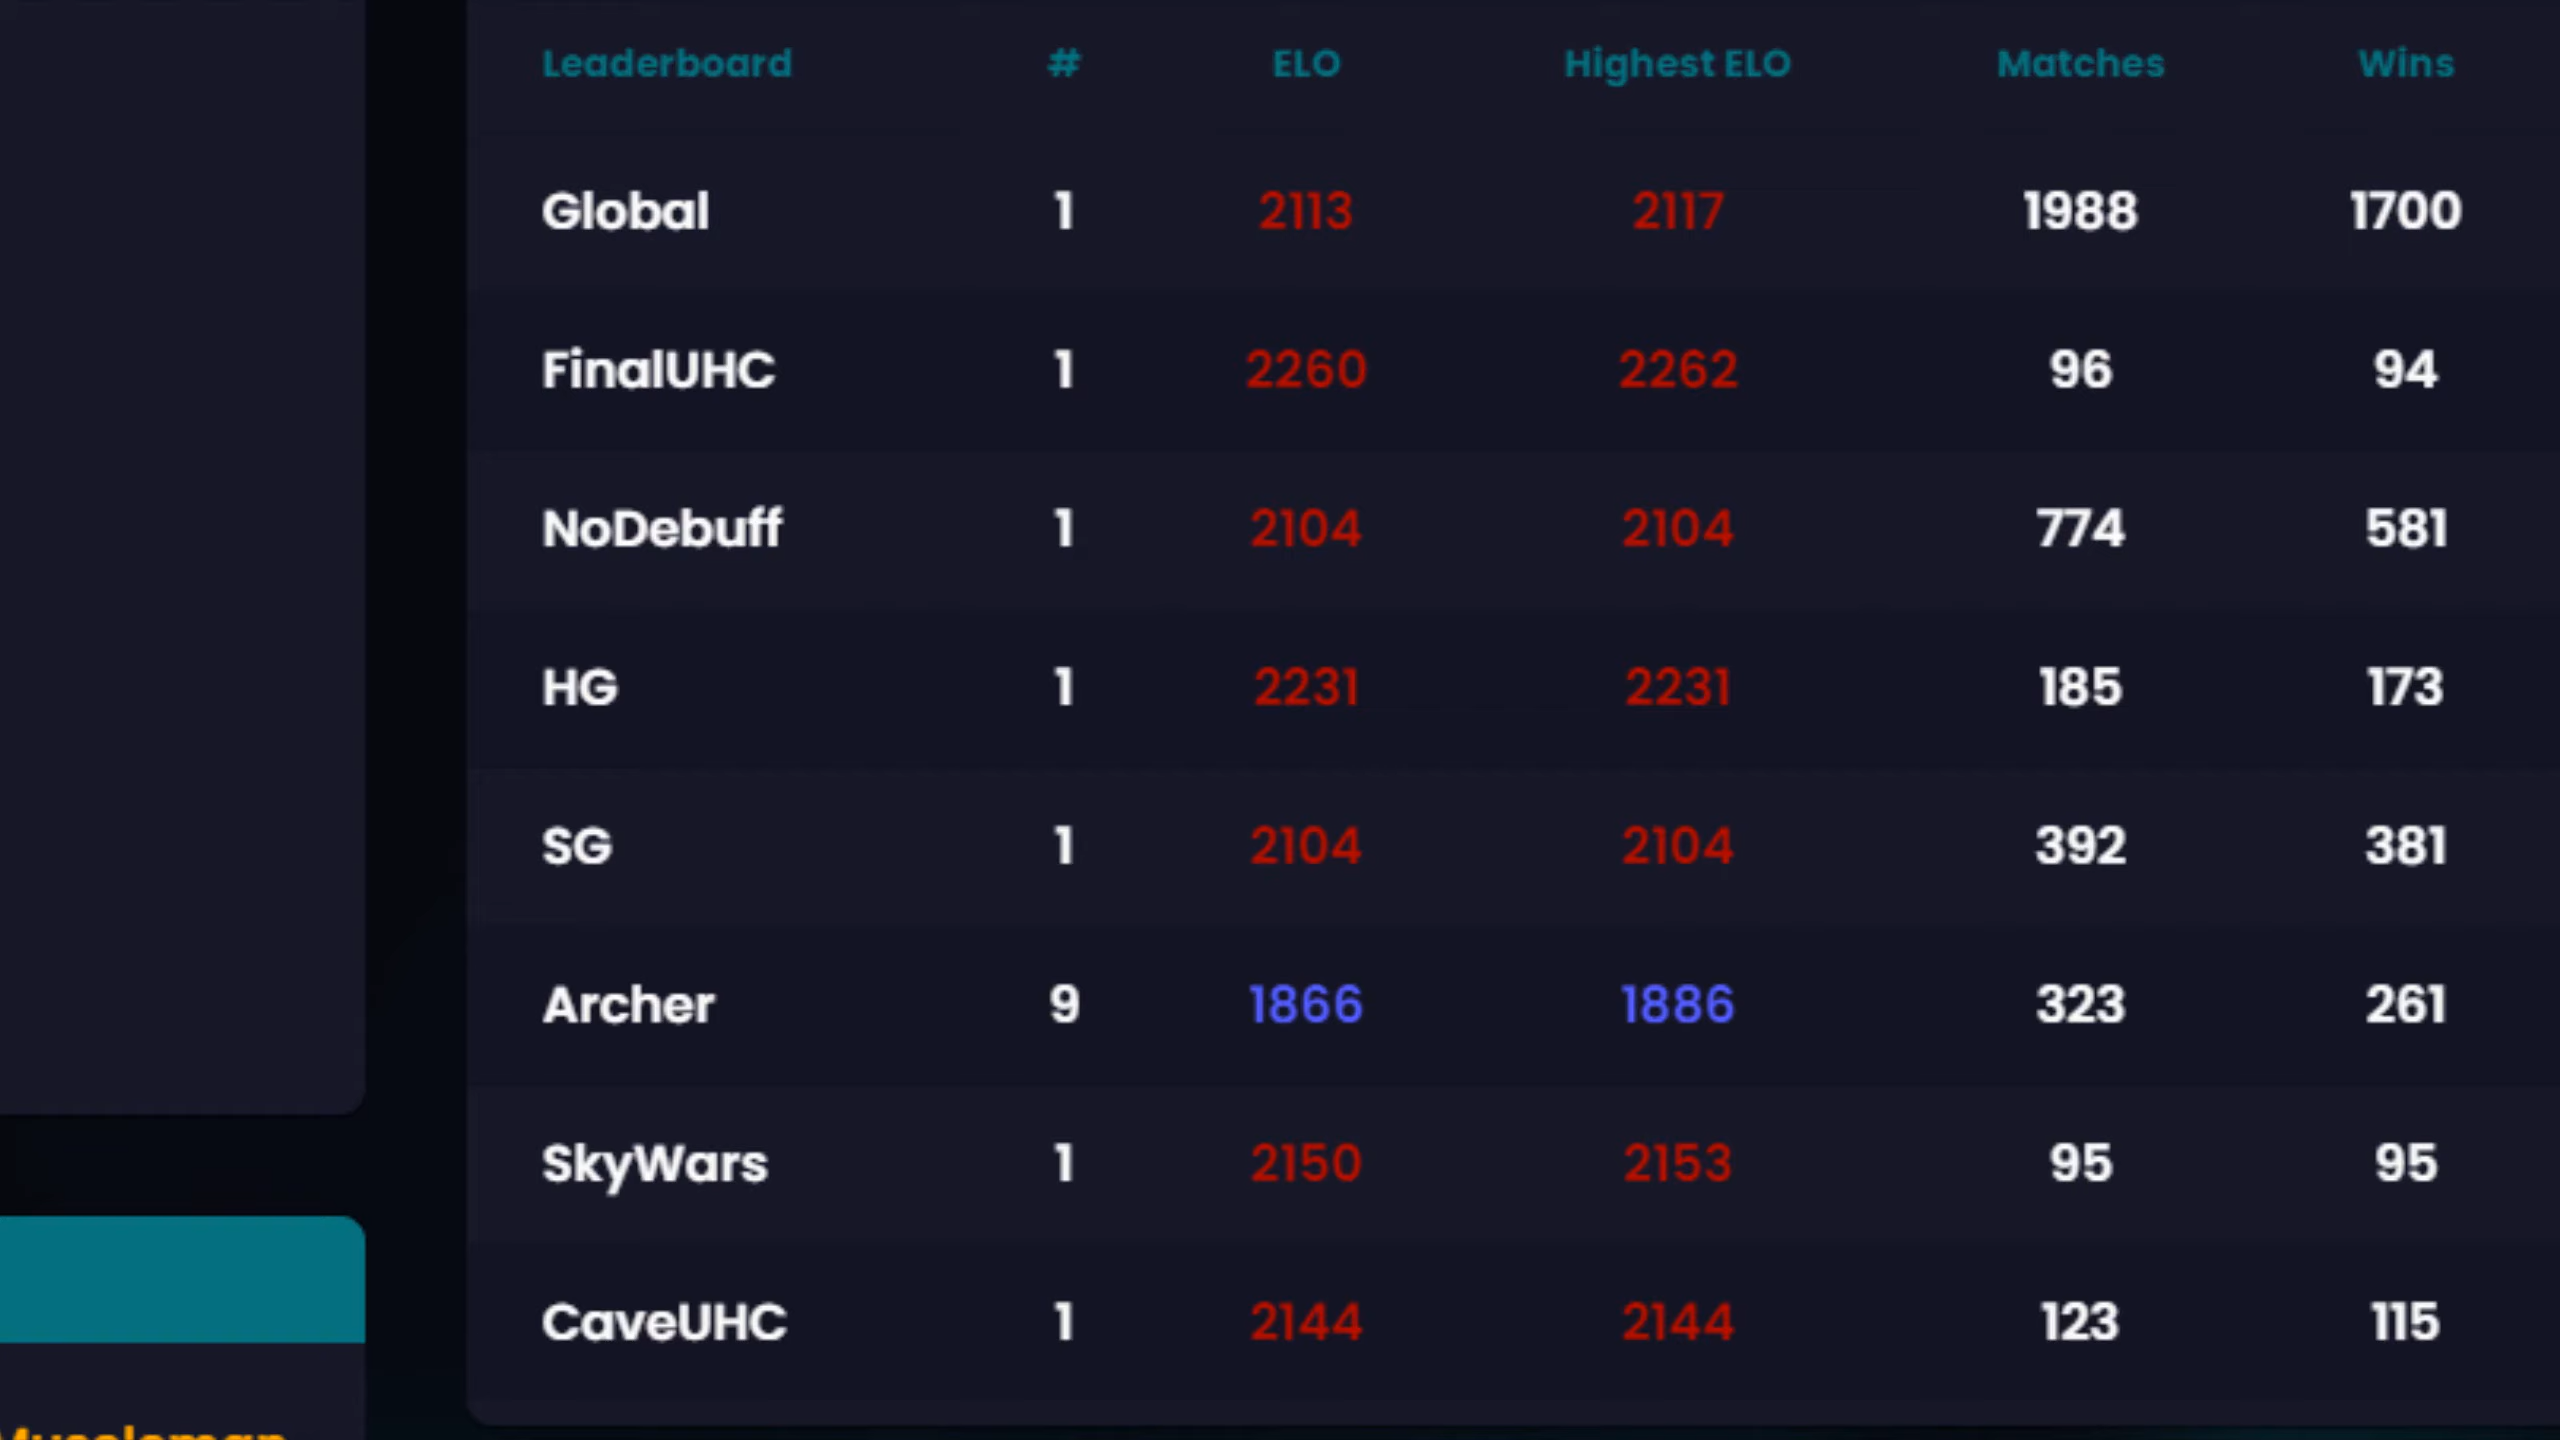 Leaderboard # ELO Highest ELO Matches Wins
Global 1 2113 2117 1988 1700
FinalUHC 1 2260 2262 96 94
NoDebuff 1 2104 2104 774 581
HG 1 2231 2231 185 173
SG 1 2104 2104 392 381
Archer 9 1866 1886 323 261
SkyWars 1 2150 2153 95 95
CaveUHC 1 2144 2144 123 115